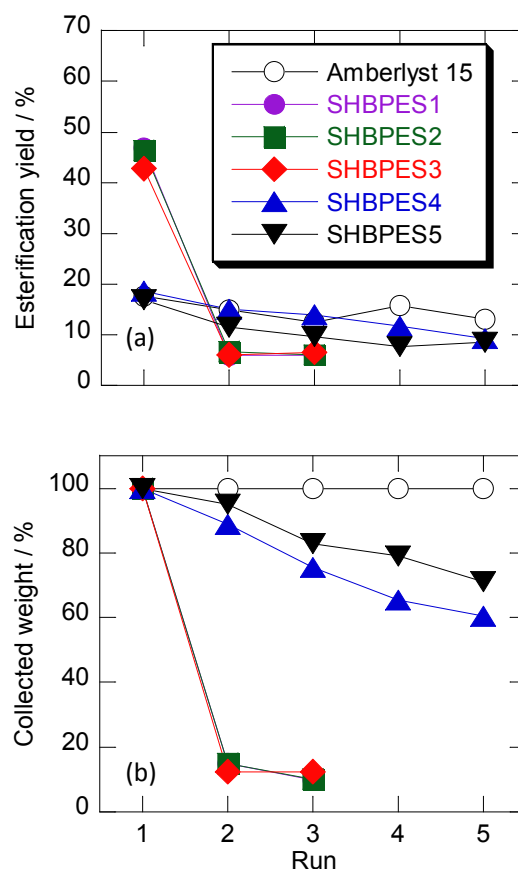 70
60
50
40
30
20
10
0
Esterification yield / %
Amberlyst 15
SHBPES1
SHBPES2
SHBPES3
SHBPES4
SHBPES5
(a)
100
80
60
40
20
0
Collected weight / %
(b)
1 2 3 4 5
Run